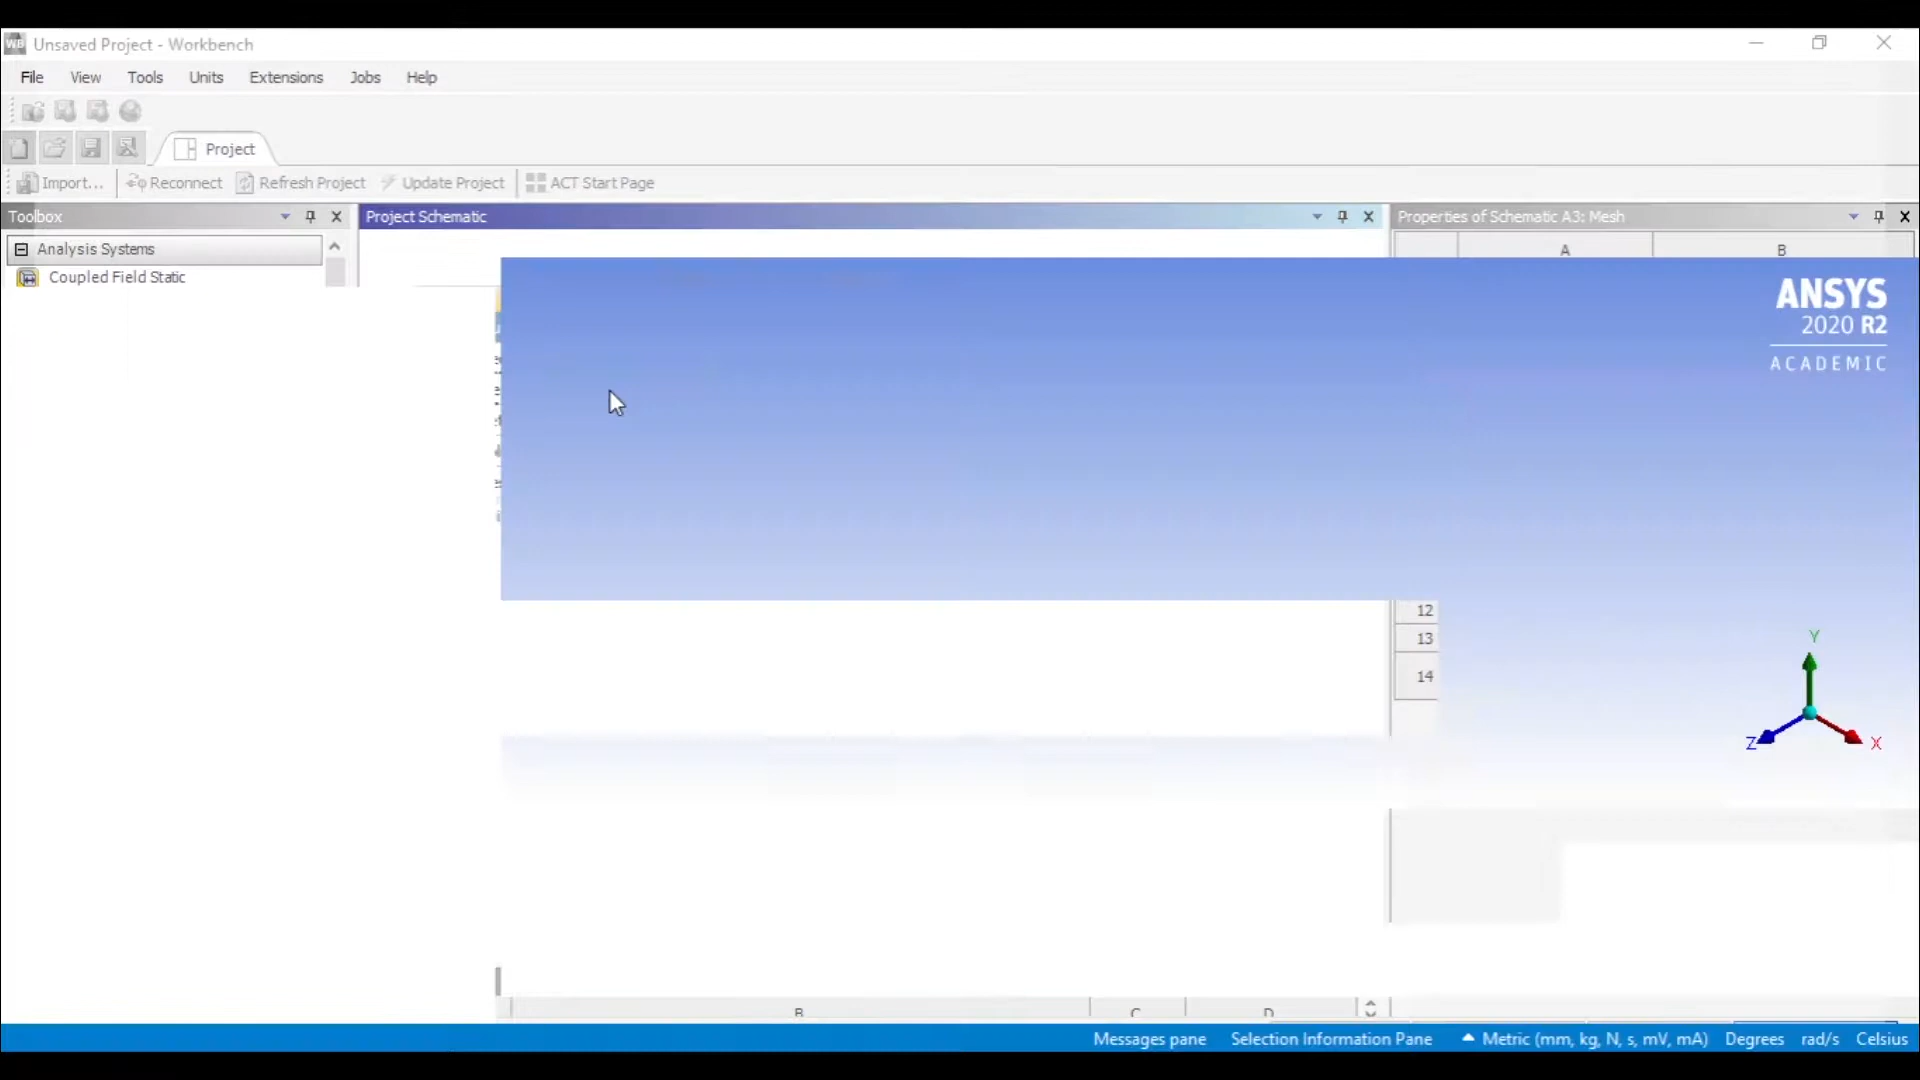 WB Unsaved Project - Workbench
File View Tools Units Extensions Jobs Help
Project
Import... Reconnect Refresh Project Update Project ACT Start Page
Toolbox Project Schematic Properties of Schematic A3: Mesh
Analysis Systems A B
Coupled Field Static
ANSYS
2020 R2
ACADEMIC
12
13
14
Y
Z X
B C D
Messages pane Selection Information Pane Metric (mm, kg, N, s, mV, mA) Degrees rad/s Celsius